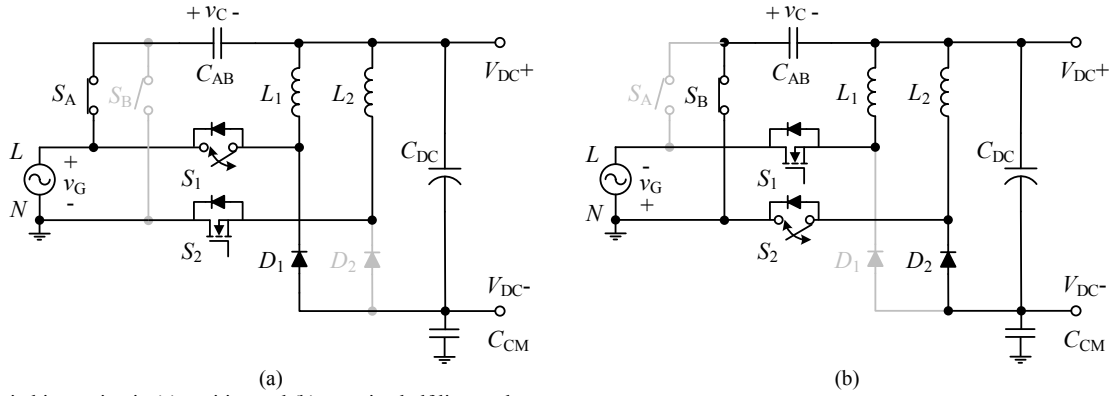 + vC -
CAB
SA
SB
L1
L2
VDC+
L
+
vG
-
N
S1
S2
CDC
D1
D2
VDC-
CCM
(a)
+ vC -
CAB
SA
SB
L1
L2
VDC+
L
-
vG
+
N
S1
S2
CDC
D1
D2
VDC-
CCM
(b)